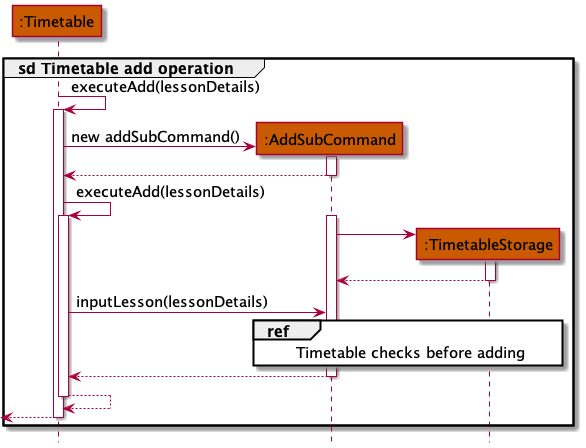 :Timetable
sd Timetable add operation
executeAdd(lessonDetails)
new addSubCommand()
:AddSubCommand
executeAdd(lessonDetails)
:TimetableStorage
inputLesson(lessonDetails)
ref
Timetable checks before adding